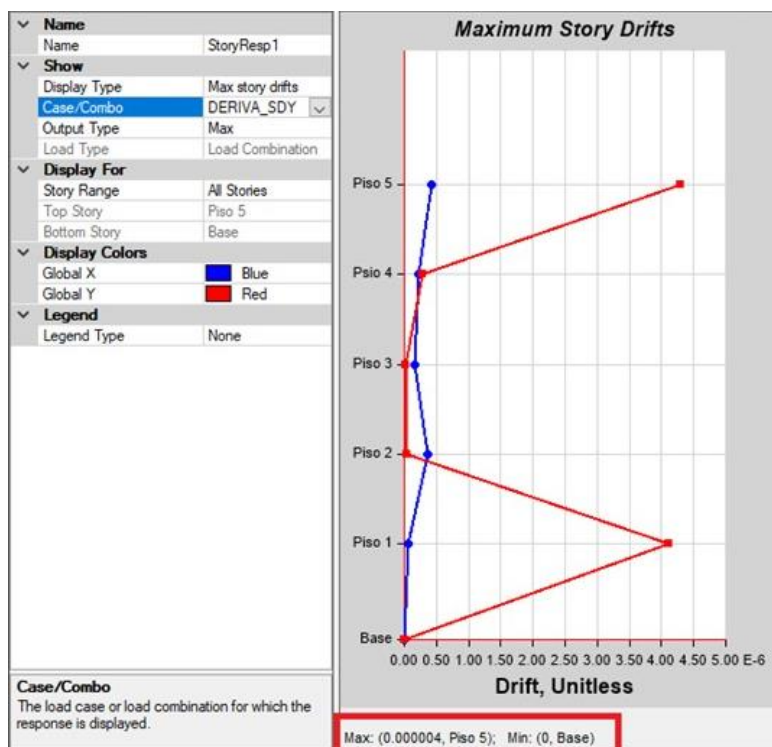 Name
Name StoryResp1
Show
Display Type Max story drifts
Case/Combo DERIVA_SDY
Output Type Max
Load Type Load Combination
Display For
Story Range All Stories
Top Story Piso 5
Bottom Story Base
Display Colors
Global X Blue
Global Y Red
Legend
Legend Type None
Case/Combo
The load case or load combination for which the
response is displayed.
Maximum Story Drifts
Piso 5
Psio 4
Piso 3
Piso 2
Piso 1
Base
0.00 0.50 1.00 1.50 2.00 2.50 3.00 3.50 4.00 4.50 5.00 E-6
Drift, Unitless
Max: (0.000004, Piso 5); Min: (0, Base)